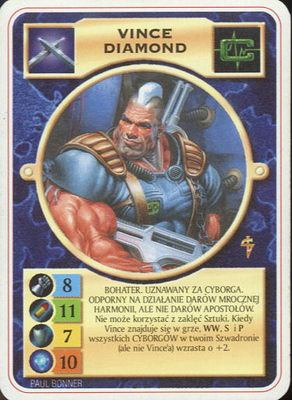 VINCE
DIAMOND
8
11
7
10
BOHATER. UZNAWANY ZA CYBORGA.
ODPORNY NA DZIAŁANIE DARÓW MROCZNEJ
HARMONII, ALE NIE DARÓW APOSTOŁÓW.
Nie może korzystać z zaklęć Sztuki. Kiedy
Vince znajduje się w grze, WW, S i P
wszystkich CYBORGÓW w twoim Szwadronie
(ale nie Vince'a) wzrasta o +2.
PAUL BONNER